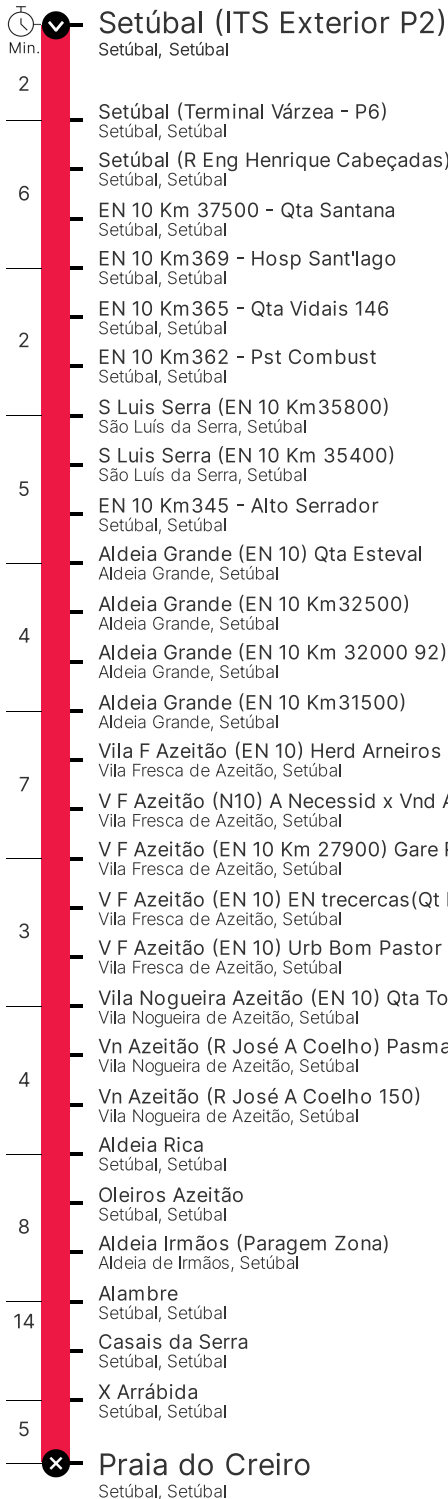 Setúbal (ITS Exterior P2)
Min.
Setúbal, Setúbal
2
Setúbal (Terminal Várzea - P6)
Setúbal, Setúbal
Setúbal (R Eng Henrique Cabeçadas)
Setúbal, Setúbal
6
EN 10 Km 37500 - Qta Santana
Setúbal, Setúbal
EN 10 Km369 - Hosp Sant'Iago
Setúbal, Setúbal
EN 10 Km365 - Qta Vidais 146
Setúbal, Setúbal
2
EN 10 Km362 - Pst Combust
Setúbal, Setúbal
S Luis Serra (EN 10 Km35800)
São Luís da Serra, Setúbal
S Luis Serra (EN 10 Km 35400)
São Luís da Serra, Setúbal
5
EN 10 Km345 - Alto Serrador
Setúbal, Setúbal
Aldeia Grande (EN 10) Qta Esteval
Aldeia Grande, Setúbal
Aldeia Grande (EN 10 Km32500)
Aldeia Grande, Setúbal
4
Aldeia Grande (EN 10 Km 32000 92)
Aldeia Grande, Setúbal
Aldeia Grande (EN 10 Km31500)
Aldeia Grande, Setúbal
Vila F Azeitão (EN 10) Herd Arneiros
Vila Fresca de Azeitão, Setúbal
7
V F Azeitão (N10) A Necessid x Vnd
Vila Fresca de Azeitão, Setúbal
V F Azeitão (EN 10 Km 27900) Gare
Vila Fresca de Azeitão, Setúbal
V F Azeitão (EN 10) EN trecercas(Qt
Vila Fresca de Azeitão, Setúbal
3
V F Azeitão (EN 10) Urb Bom Pastor
Vila Fresca de Azeitão, Setúbal
Vila Nogueira Azeitão (EN 10) Qta
Vila Nogueira de Azeitão, Setúbal
Vn Azeitão (R José A Coelho)
Vila Nogueira de Azeitão, Setúbal
4
Vn Azeitão (R José A Coelho 150)
Vila Nogueira de Azeitão, Setúbal
Aldeia Rica
Setúbal, Setúbal
Oleiros Azeitão
Setúbal, Setúbal
8
Aldeia Irmãos (Paragem Zona)
Aldeia de Irmãos, Setúbal
Alambre
Setúbal, Setúbal
14
Casais da Serra
Setúbal, Setúbal
X Arrábida
Setúbal, Setúbal
5
Praia do Creiro
Setúbal, Setúbal